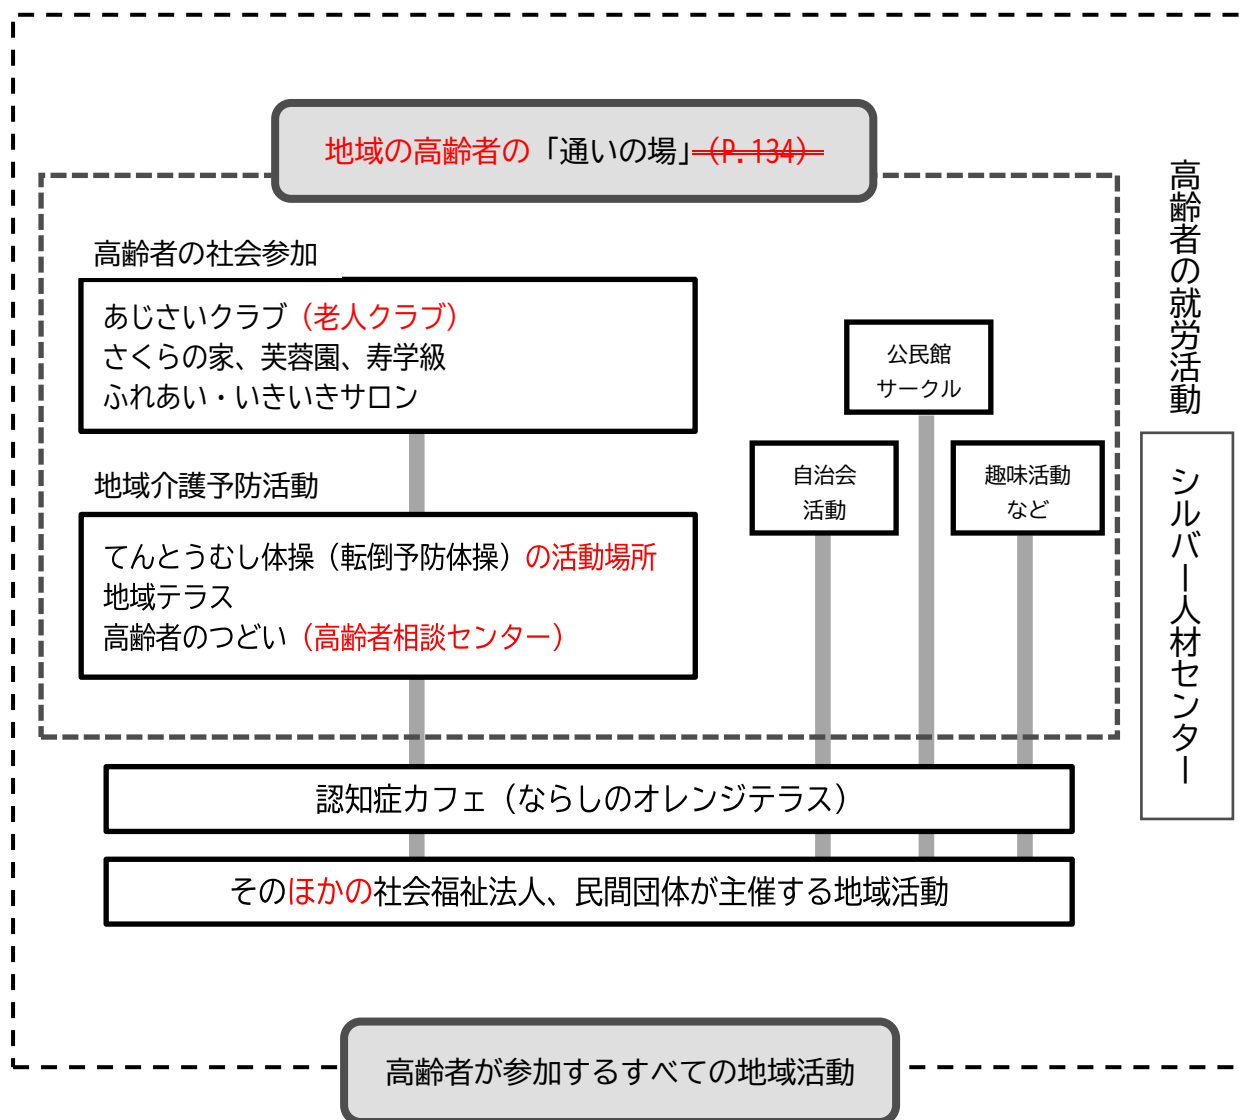 地域の高齢者の「通いの場」（P.134）
高齢者の社会参加
あじさいクラブ（老人クラブ）
さくらの家、芙蓉園、寿学級
ふれあい・いきいきサロン
地域介護予防活動
てんとうむし体操（転倒予防体操）の活動場所
地域テラス
高齢者のつどい（高齢者相談センター）
公民館
サークル
自治会
活動
趣味活動
など
高齢者の就労活動
シルバー人材センター
認知症カフェ（ならしのオレンジテラス）
そのほかの社会福祉法人、民間団体が主催する地域活動
高齢者が参加するすべての地域活動